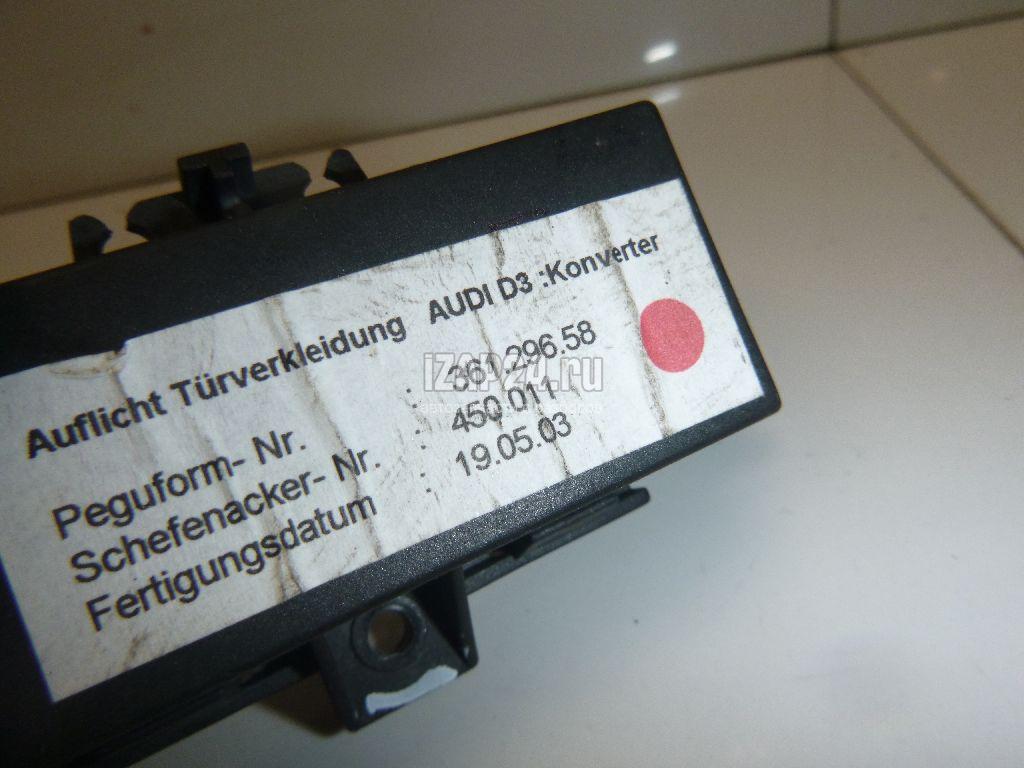 Auflicht Türverkleidung AUDI D3 :Konverter
Peguform- Nr. : 361.296.58
Schefenacker- Nr. : 450 011
Fertigungsdatum : 19.05.03
iZAP24.ru